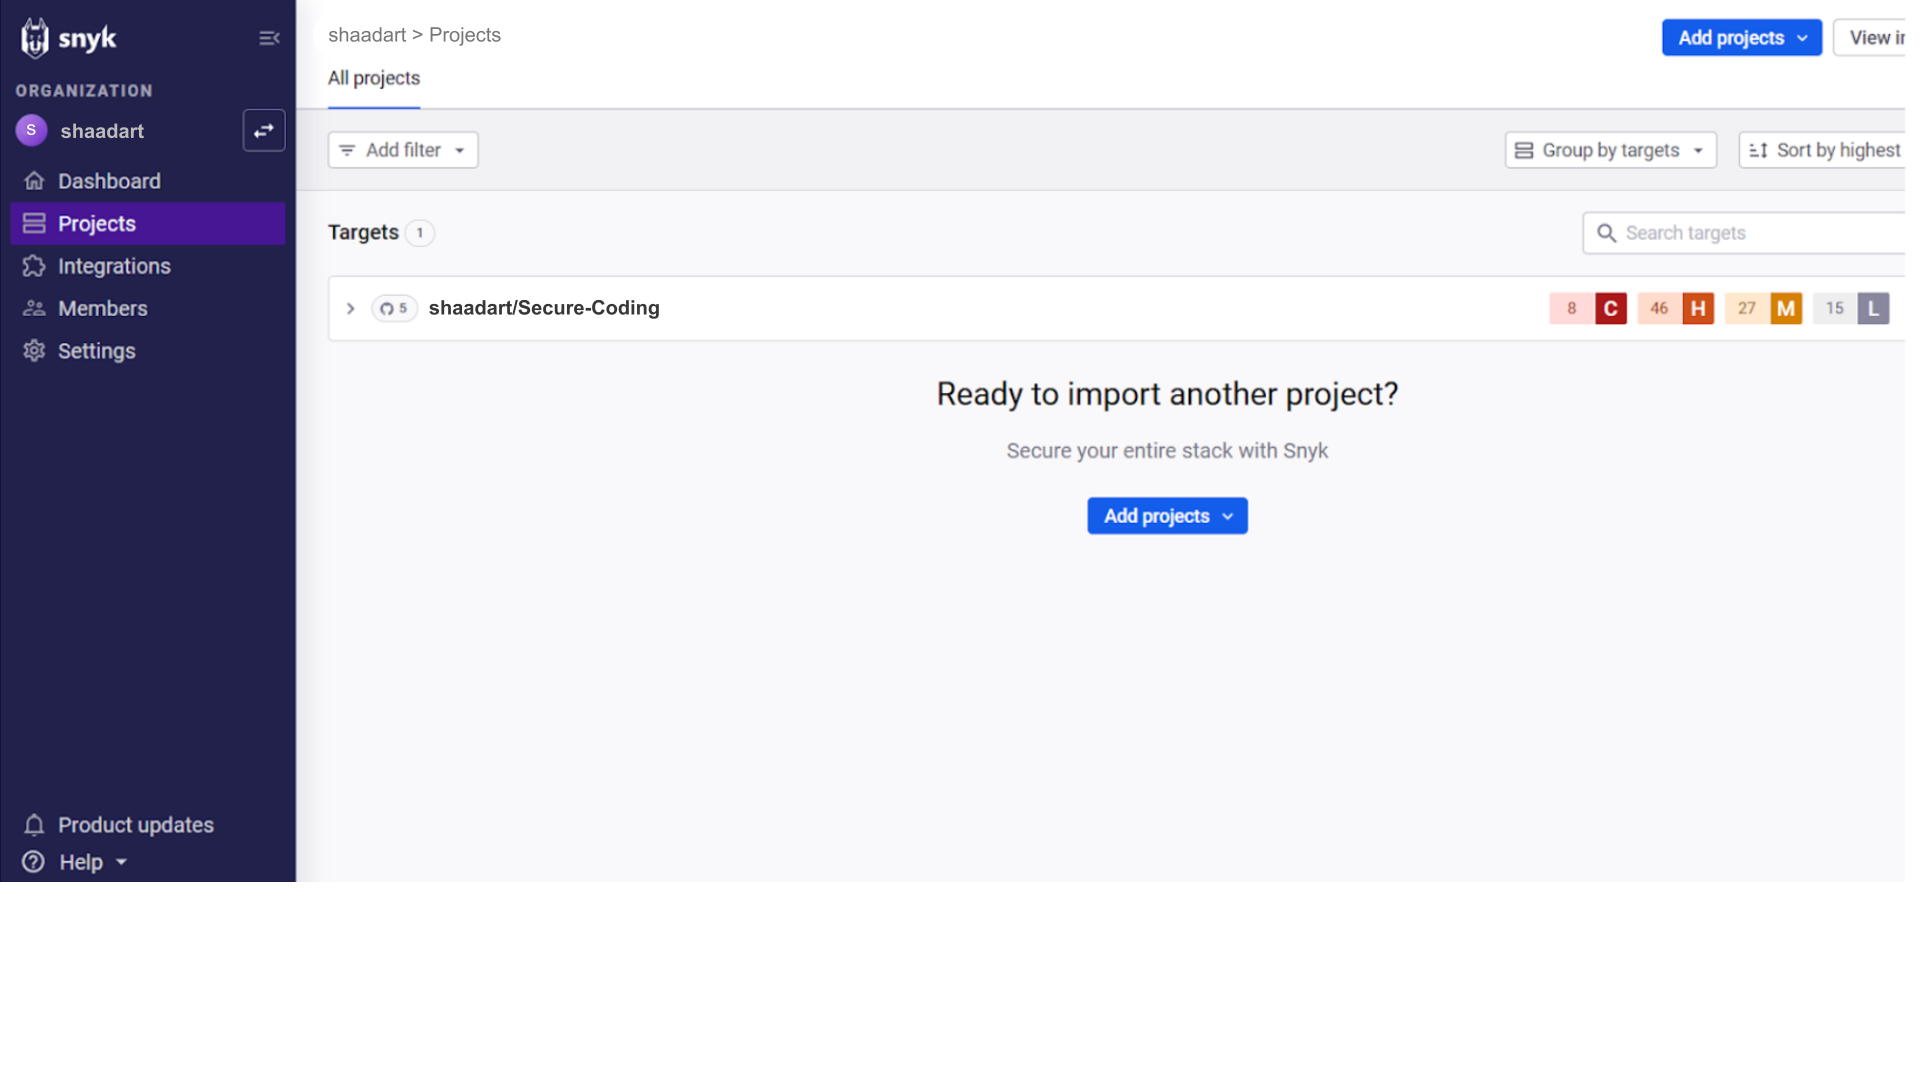 snyk
ORGANIZATION
S shaadart
Dashboard
Projects
Integrations
Members
Settings
Product updates
Help
shaadart > Projects
Add projects
View in
All projects
Add filter
Group by targets
Sort by highest
Targets 1
Search targets
5 shaadart/Secure-Coding
8 C 46 H 27 M 15 L
Ready to import another project?
Secure your entire stack with Snyk
Add projects